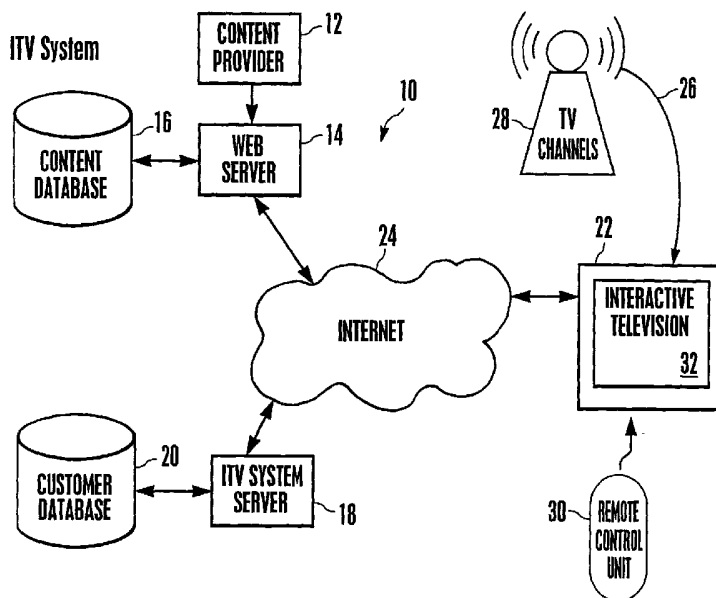 ITV System
CONTENT
PROVIDER
12
10
16
CONTENT
DATABASE
WEB
SERVER
14
28
TV
CHANNELS
26
24
INTERNET
22
INTERACTIVE
TELEVISION
32
20
CUSTOMER
DATABASE
ITV SYSTEM
SERVER
18
30
REMOTE
CONTROL
UNIT